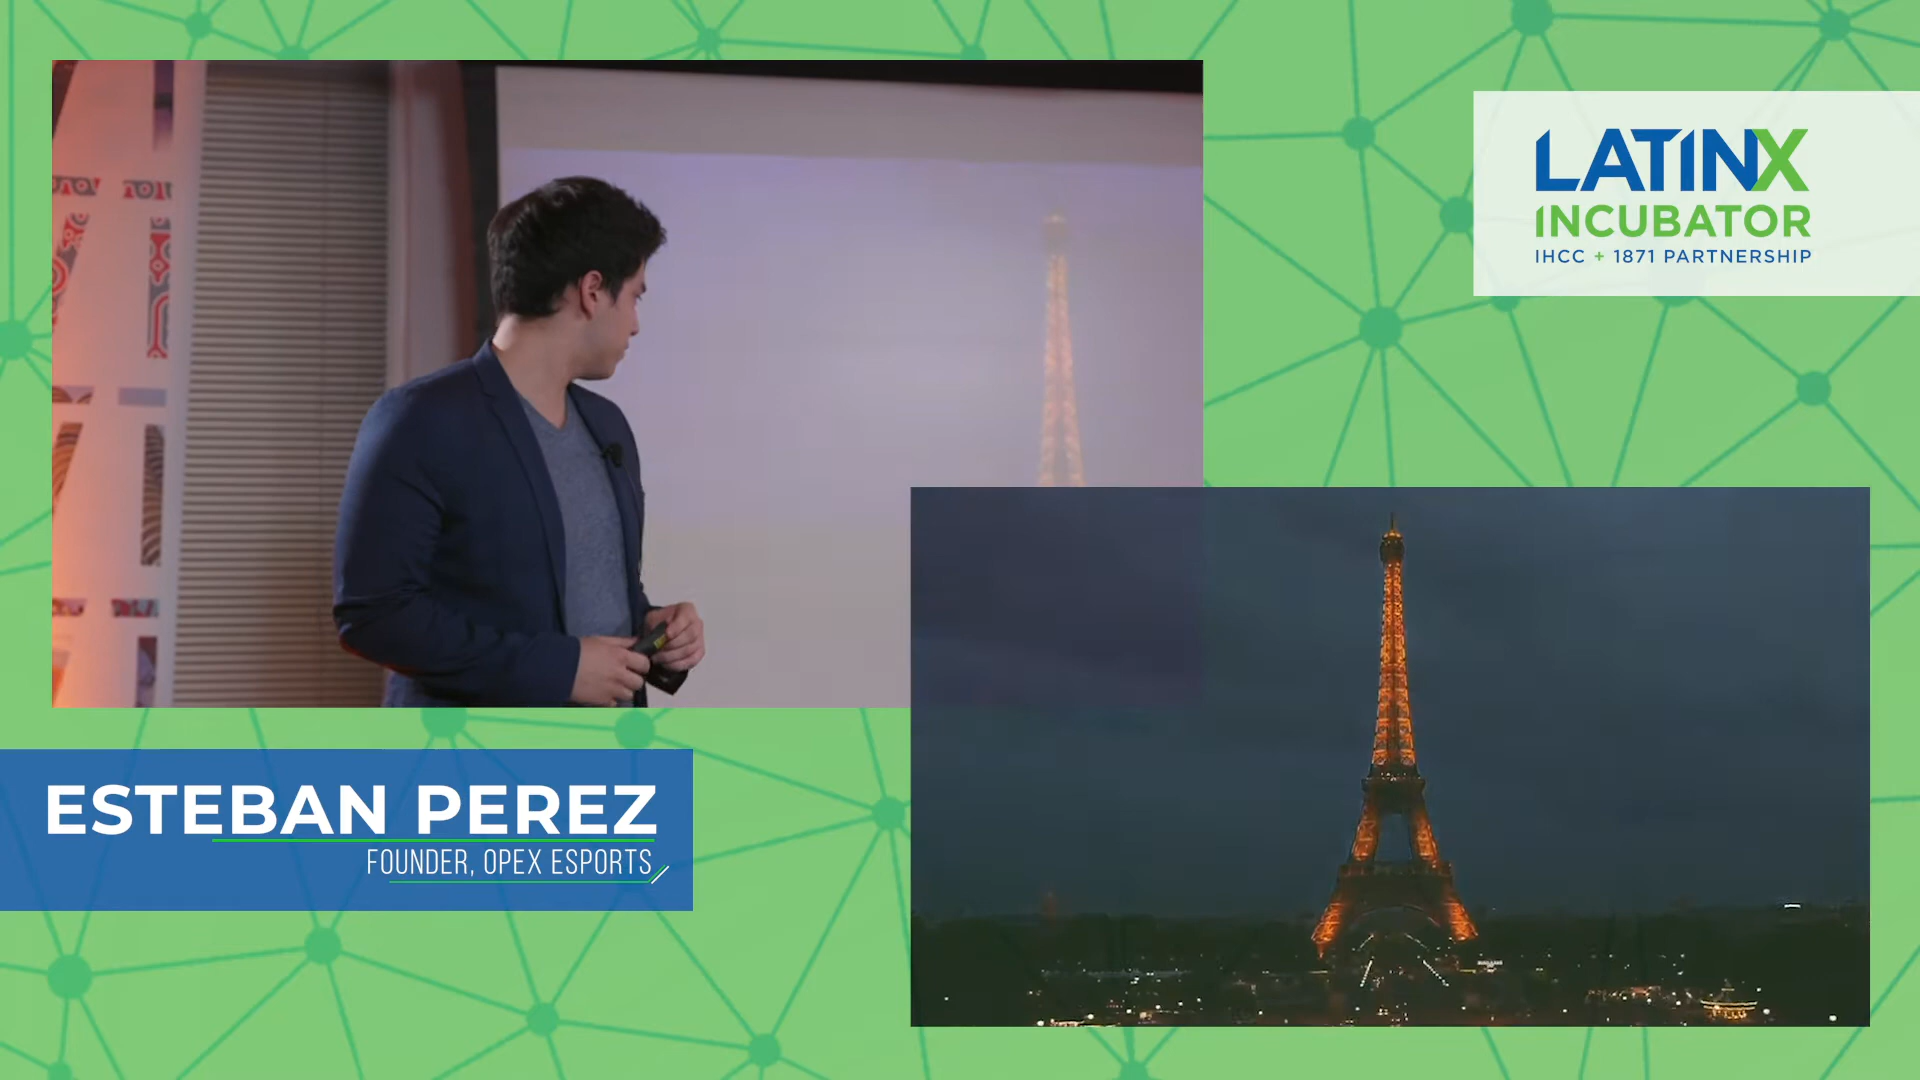 LATINX
INCUBATOR
IHCC + 1871 PARTNERSHIP
ESTEBAN PEREZ
FOUNDER, OPEX ESPORTS